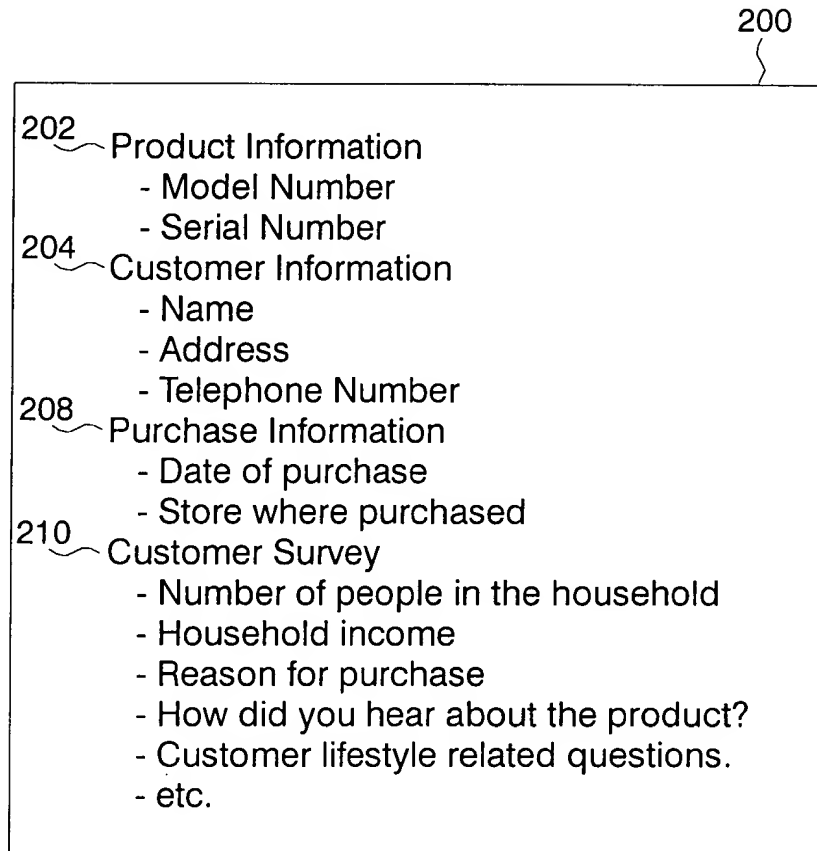 200
202 Product Information
- Model Number
- Serial Number
204 Customer Information
- Name
- Address
- Telephone Number
208 Purchase Information
- Date of purchase
- Store where purchased
210 Customer Survey
- Number of people in the household
- Household income
- Reason for purchase
- How did you hear about the product?
- Customer lifestyle related questions.
- etc.